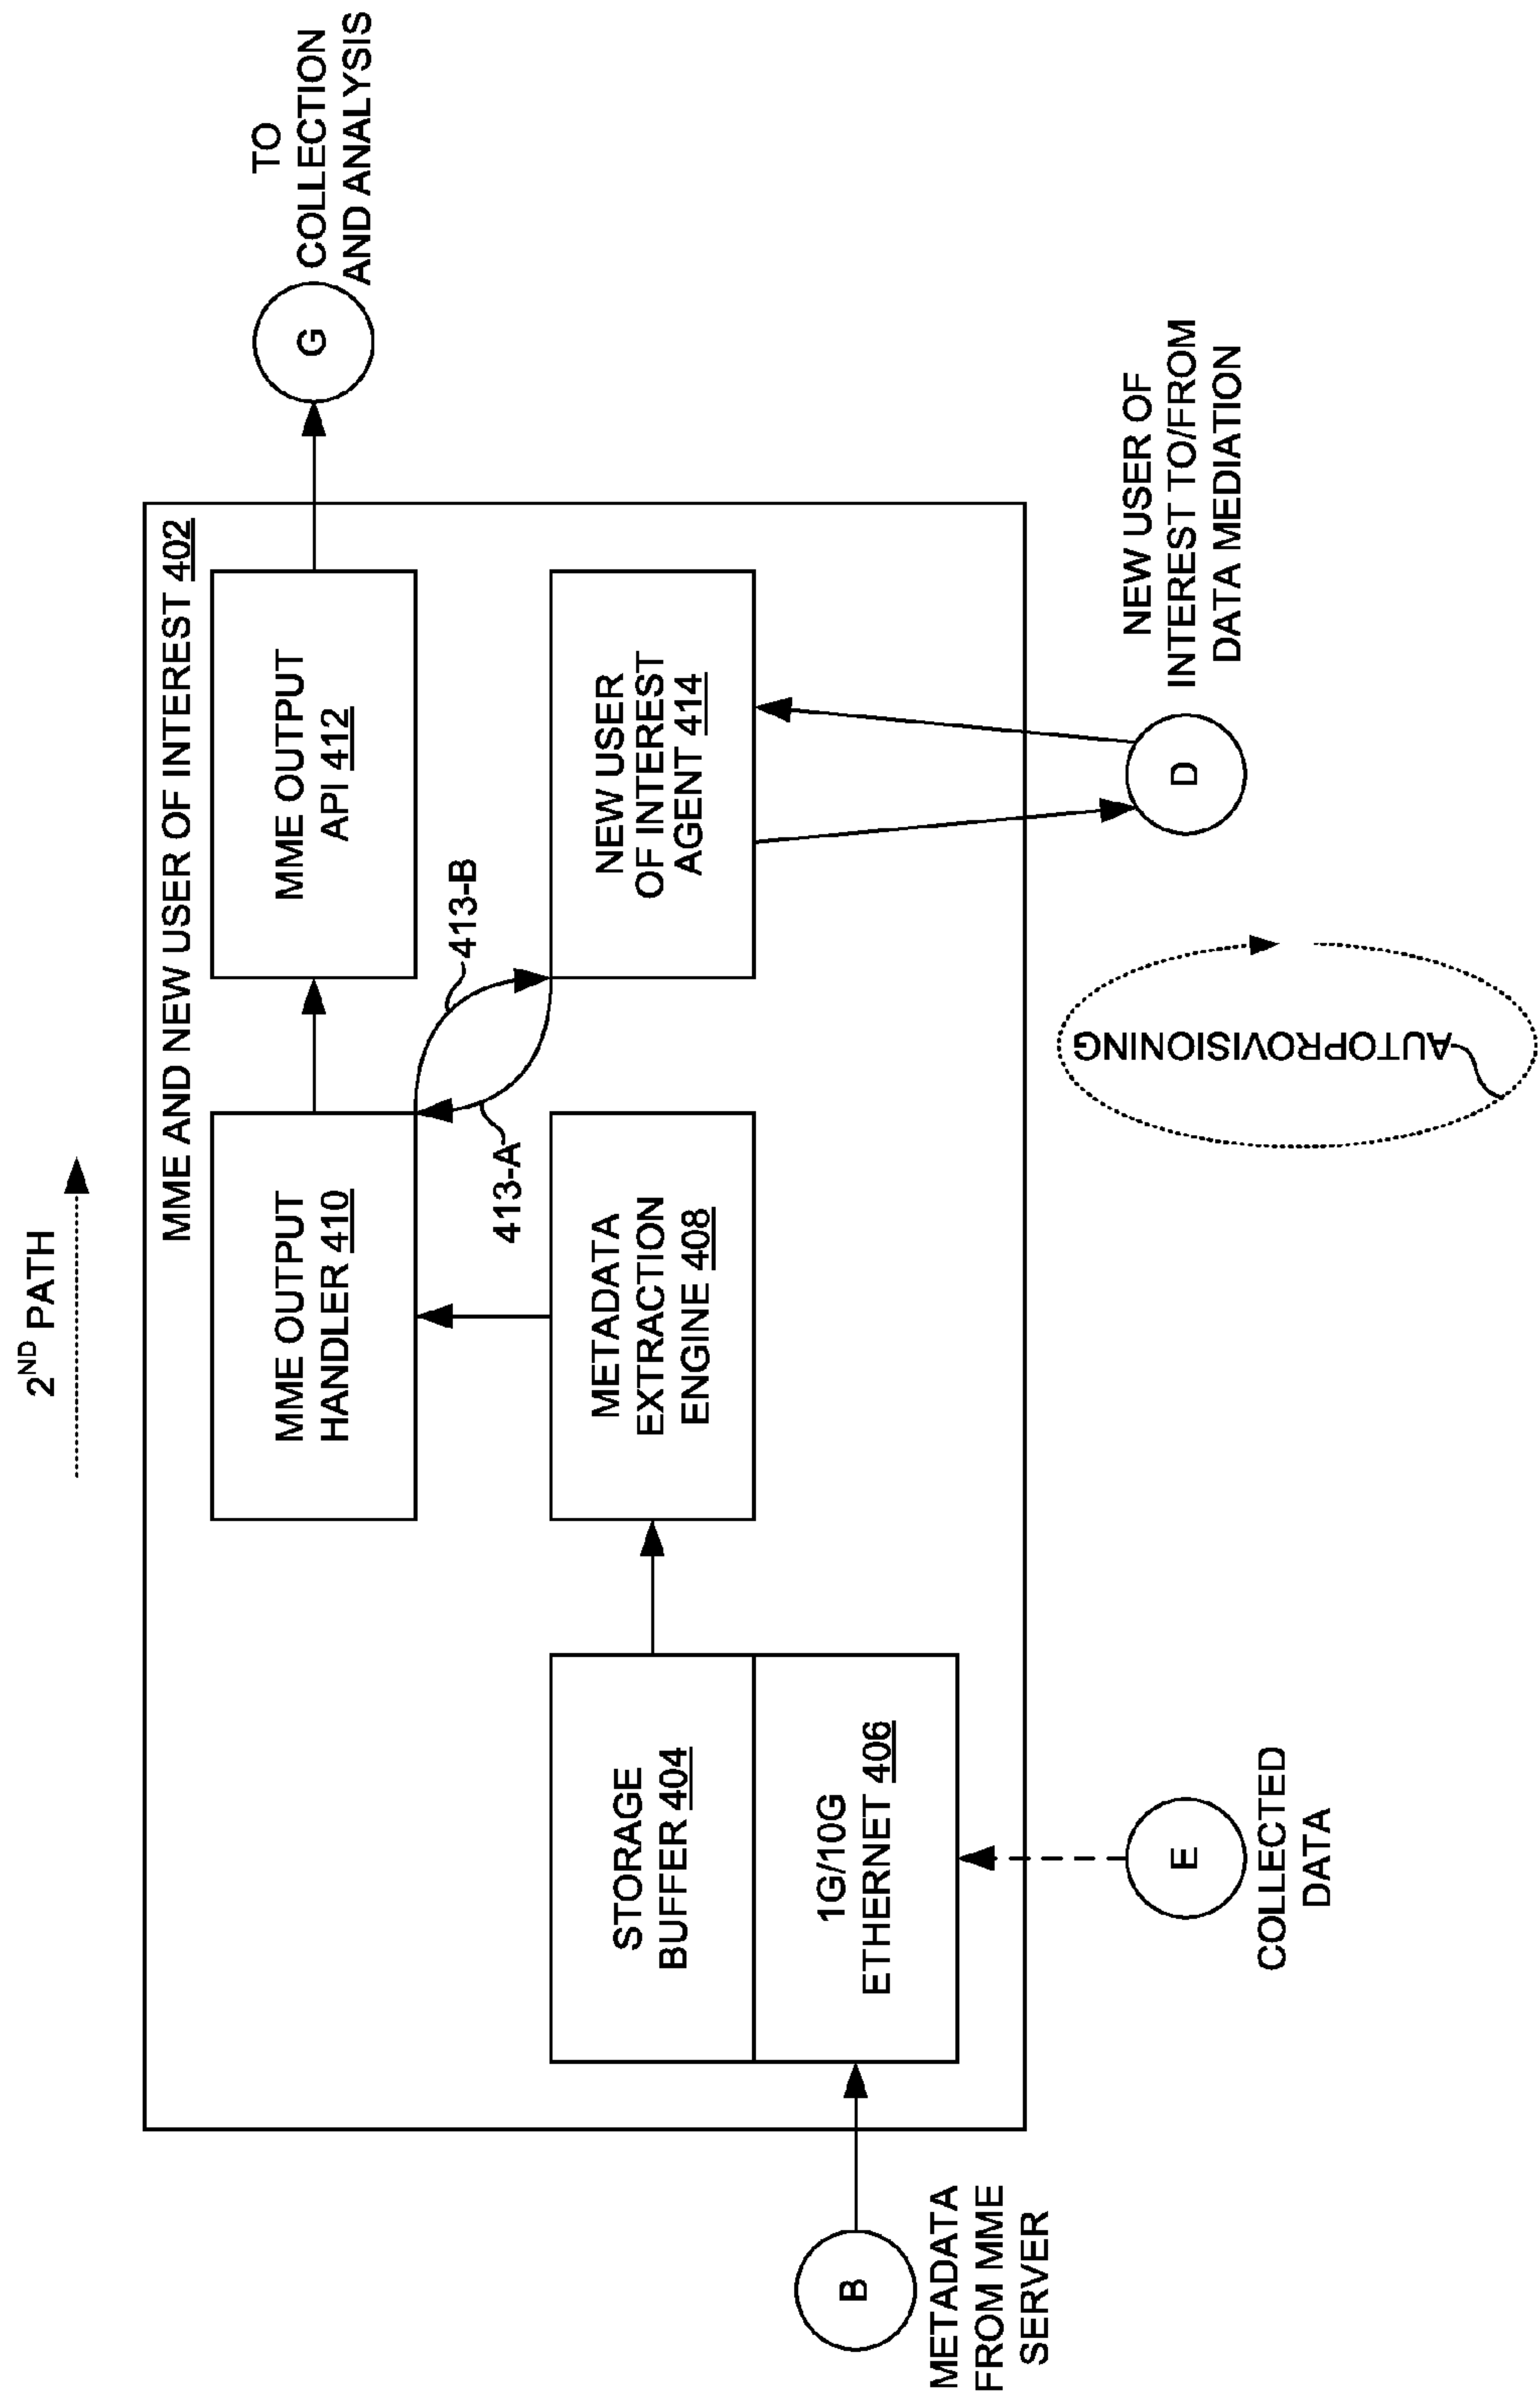 2ND PATH
MME AND NEW USER OF INTEREST 402
MME OUTPUT
HANDLER 410
MME OUTPUT
API 412
G
TO
COLLECTION
AND ANALYSIS
413-A
413-B
STORAGE
BUFFER 404
1G/10G
ETHERNET 406
METADATA
EXTRACTION
ENGINE 408
NEW USER
OF INTEREST
AGENT 414
B
METADATA
FROM MME
SERVER
E
COLLECTED
DATA
AUTOPROVISIONING
D
NEW USER OF
INTEREST TO/FROM
DATA MEDIATION